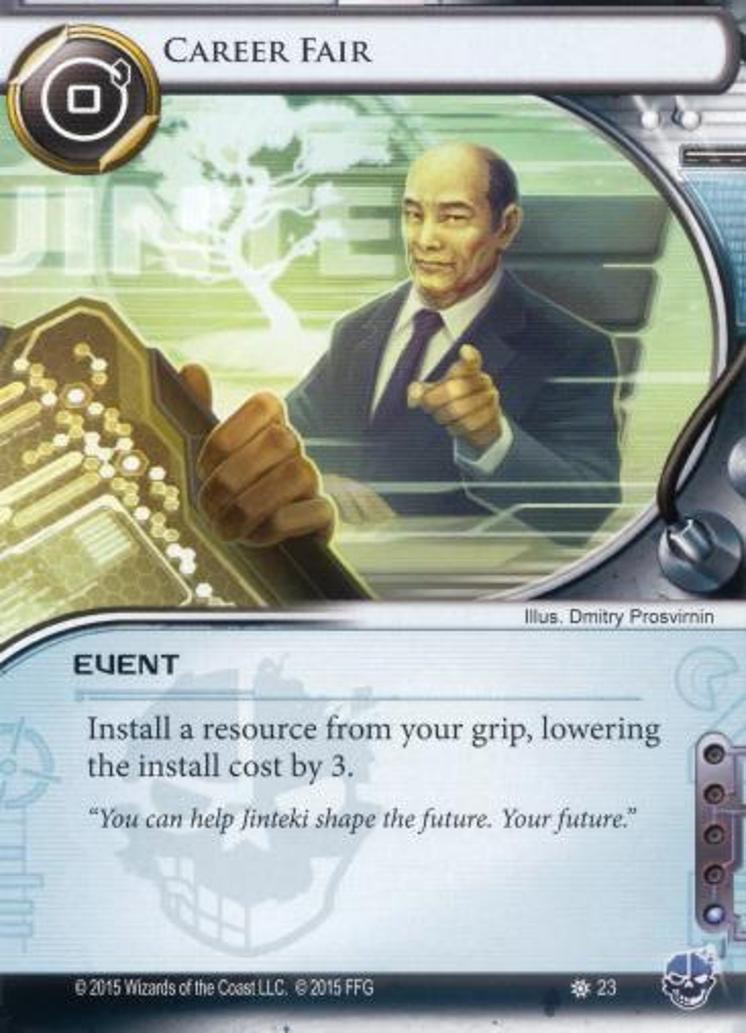 CAREER FAIR
JINTE
Illus. Dmitry Prosvirnin
EVENT
Install a resource from your grip, lowering
the install cost by 3.
“You can help Jinteki shape the future. Your future.”
© 2015 Wizards of the Coast LLC. © 2015 FFG
23